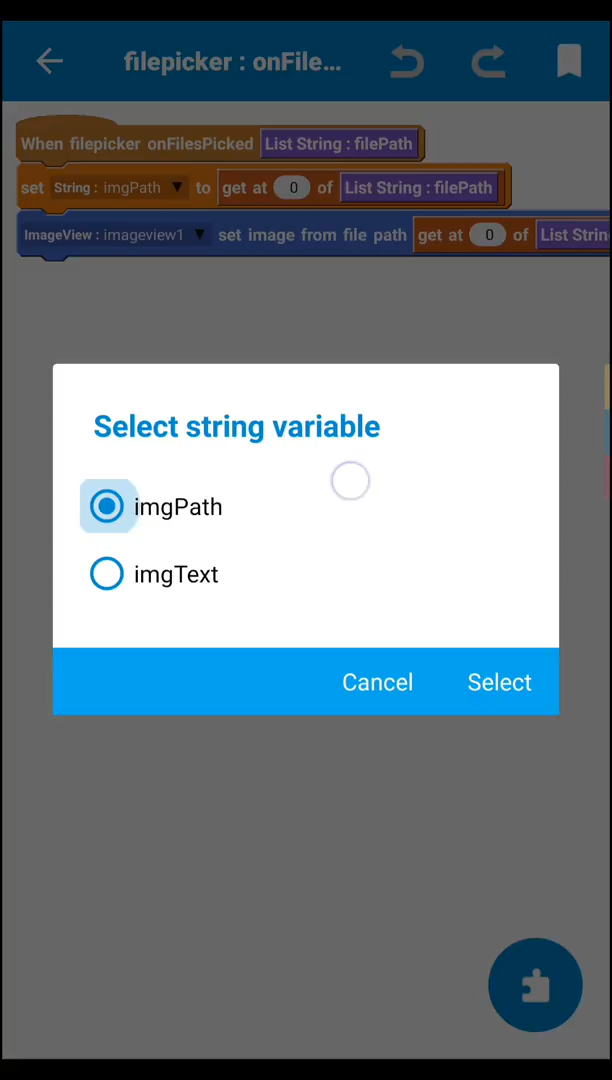 filepicker : onFile...
When filepicker onFilesPicked List String : filePath
set String : imgPath ▼ to get at 0 of List String : filePath
ImageView : imageview1 ▼ set image from file path get at 0 of List Strin
Select string variable
imgPath
imgText
Cancel Select